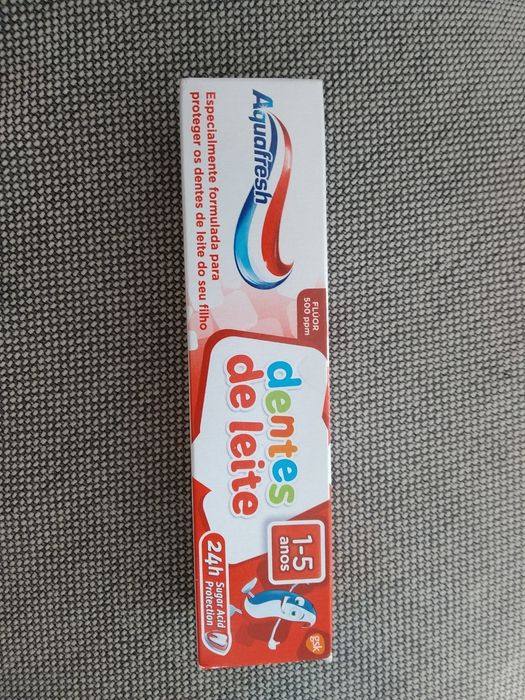 Aquafresh
Especialmente formulada para
proteger os dentes de leite do seu filho
FLÚOR
500 ppm
dentes
de leite
1-5
anos
24h Sugar Acid
Protection
gsk